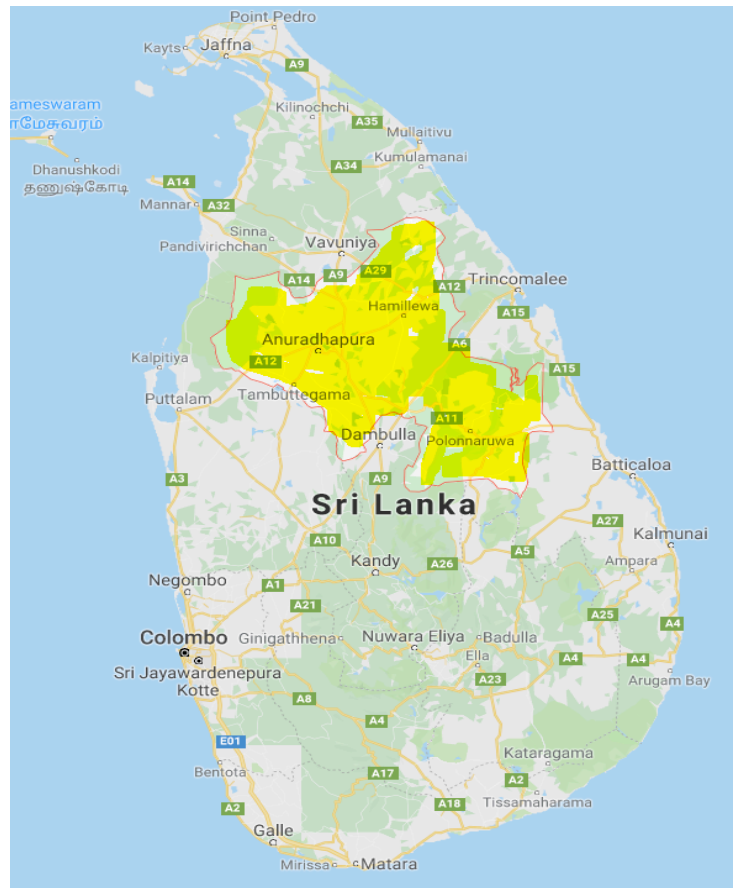 Point Pedro
Kayts
Jaffna
A9
ameswaram
மேசுவரம்
Kilinochchi
A35
Mullaitivu
A34
Kumulamanai
Dhanushkodi
தனுஷ்கோடி
A14
Mannar
A32
Sinna
Pandivirichchan
Vavuniya
A14
A9
A29
A12
Trincomalee
Hamillewa
A15
Anuradhapura
A6
A12
Kalpitiya
A15
Tambuttegama
Puttalam
A11
Dambulla
Polonnaruwa
Batticaloa
A3
A9
Sri Lanka
A27
Kalmunai
A10
A5
Kandy
A26
Ampara
Negombo
A1
A21
A25
A4
Colombo
Ginigathhena
Nuwara Eliya
Badulla
Ella
A4
A4
Sri Jayawardenepura
Kotte
A23
Arugam Bay
A8
A4
E01
Kataragama
Bentota
A17
A2
A2
A18
Tissamaharama
Galle
Mirissa
Matara